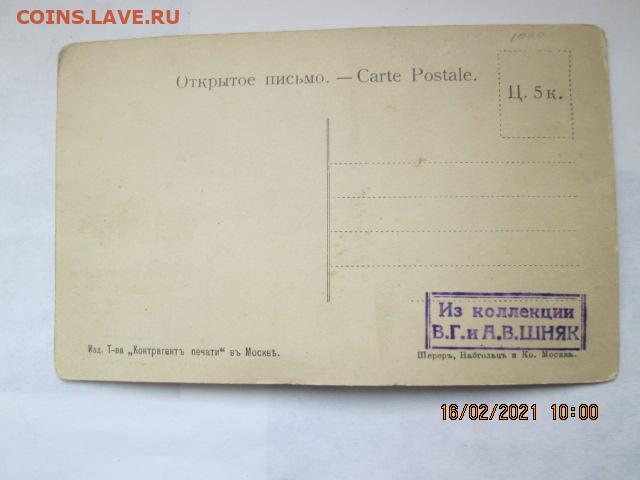 COINS.LAVE.RU
1000
Открытое письмо. — Carte Postale.
Ц. 5 к.
Из коллекции
В.Г. и А.В. ШНЯК
Изд. Т-ва „Контрагентъ печати" въ Москвѣ.
Шереръ, Набгольцъ и Ко. Москва.
16/02/2021 10:00